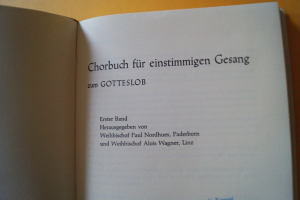 Chorbuch für einstimmigen Gesang
zum GOTTESLOB
Erster Band
Herausgegeben von
Weihbischof Paul Nordhues, Paderborn
und Weihbischof Alois Wagner, Linz